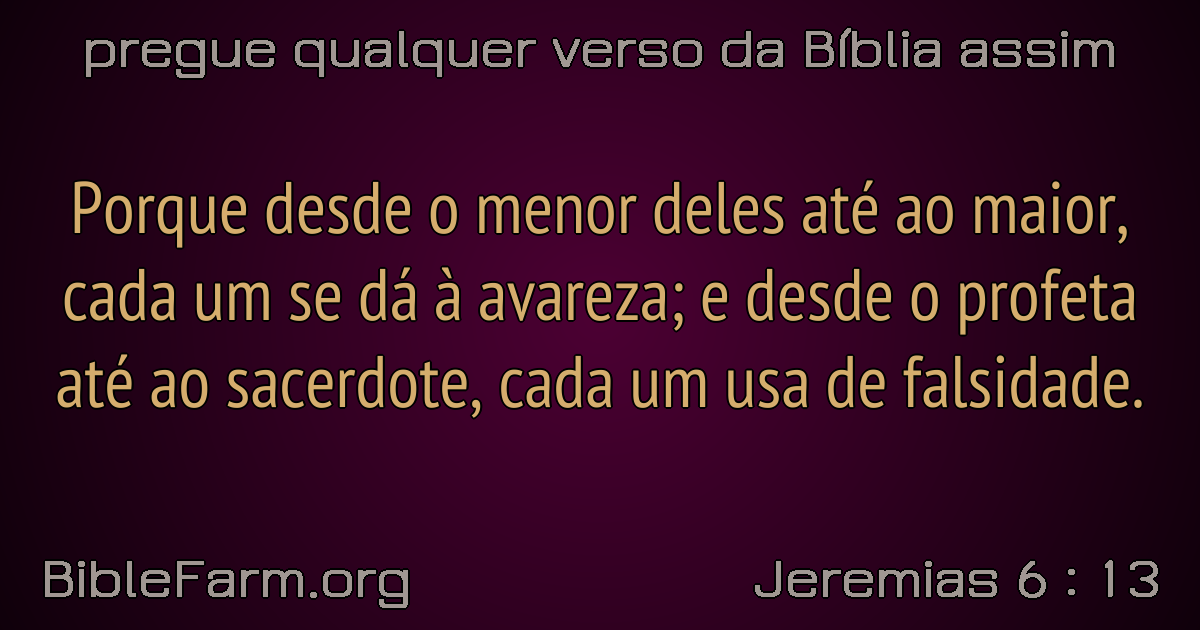 pregue qualquer verso da Bíblia assim
Porque desde o menor deles até ao maior,
cada um se dá à avareza; e desde o profeta
até ao sacerdote, cada um usa de falsidade.
BibleFarm.org
Jeremias 6 : 13